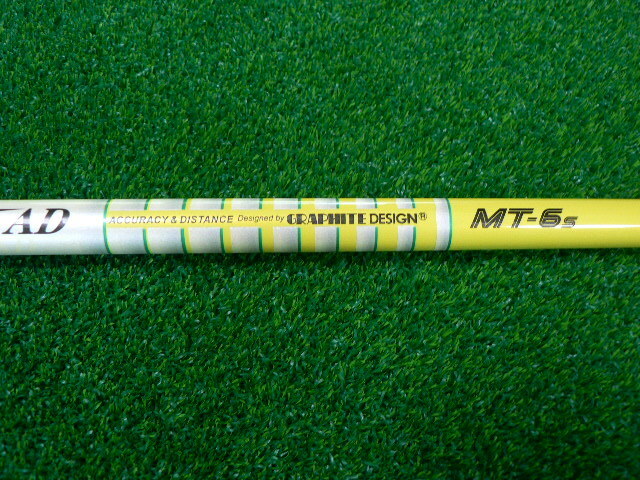 AD ACCURACY & DISTANCE Designed by GRAPHITE DESIGN® MT-6s